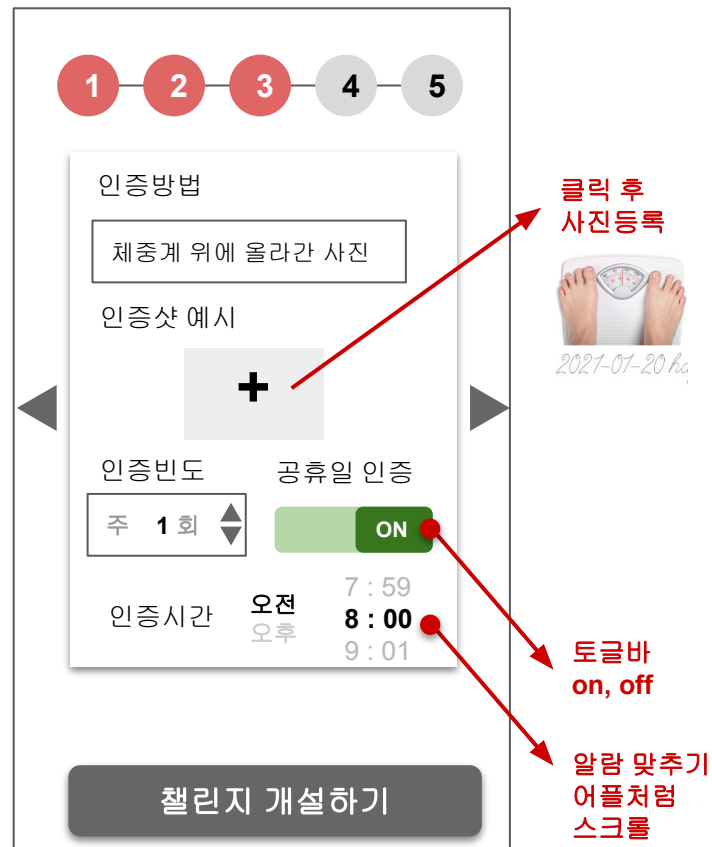 1 2 3 4 5
인증방법
체중계 위에 올라간 사진
인증샷 예시
+
인증빈도
공휴일 인증
주 1 회
ON
인증시간
오전
오후
7 : 59
8 : 00
9 : 01
챌린지 개설하기
클릭 후
사진등록
2021-01-20
토글바
on, off
알람 맞추기
어플처럼
스크롤